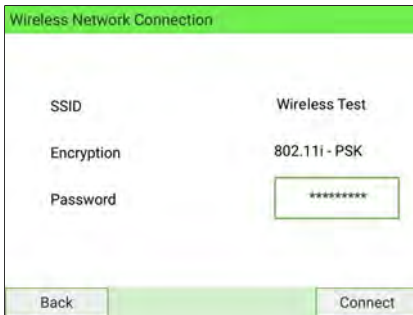 Wireless Network Connection
SSID Wireless Test
Encryption 802.11i - PSK
Password *********
Back Connect